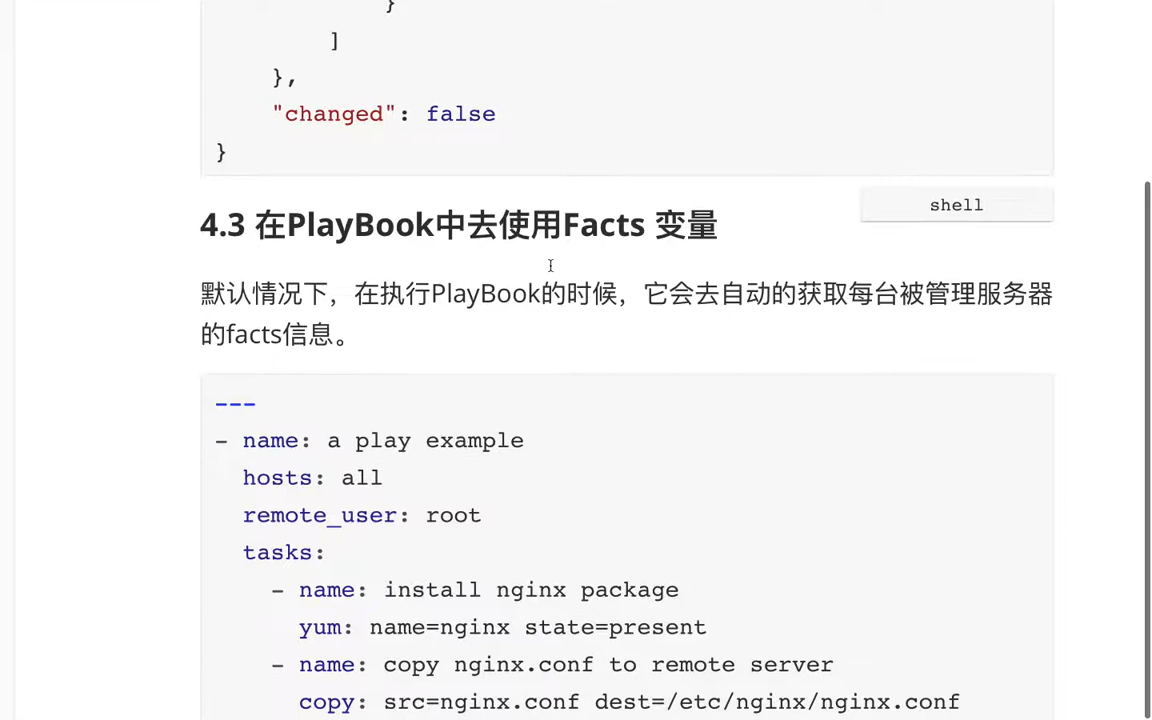 }
]
},
"changed": false
}
shell
4.3 在PlayBook中去使用Facts 变量
默认情况下，在执行PlayBook的时候，它会去自动的获取每台被管理服务器
的facts信息。
---
- name: a play example
hosts: all
remote_user: root
tasks:
- name: install nginx package
yum: name=nginx state=present
- name: copy nginx.conf to remote server
copy: src=nginx.conf dest=/etc/nginx/nginx.conf